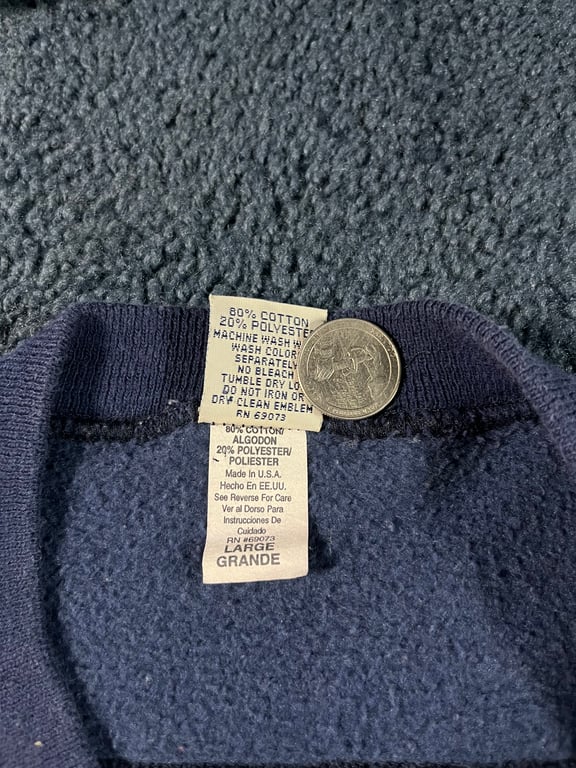 80% COTTON
20% POLYESTER
MACHINE WASH
WASH COLOR
SEPARATELY
NO BLEACH
TUMBLE DRY
DO NOT IRON OR
DRY CLEAN EMBLEM
RN 69073
80% COTTON/
ALGODON
20% POLYESTER/
POLIESTER
Made in U.S.A.
Hecho En EE.UU.
See Reverse For Care
Ver al Dorso Para
Instrucciones De
Cuidado
RN #69073
LARGE
GRANDE